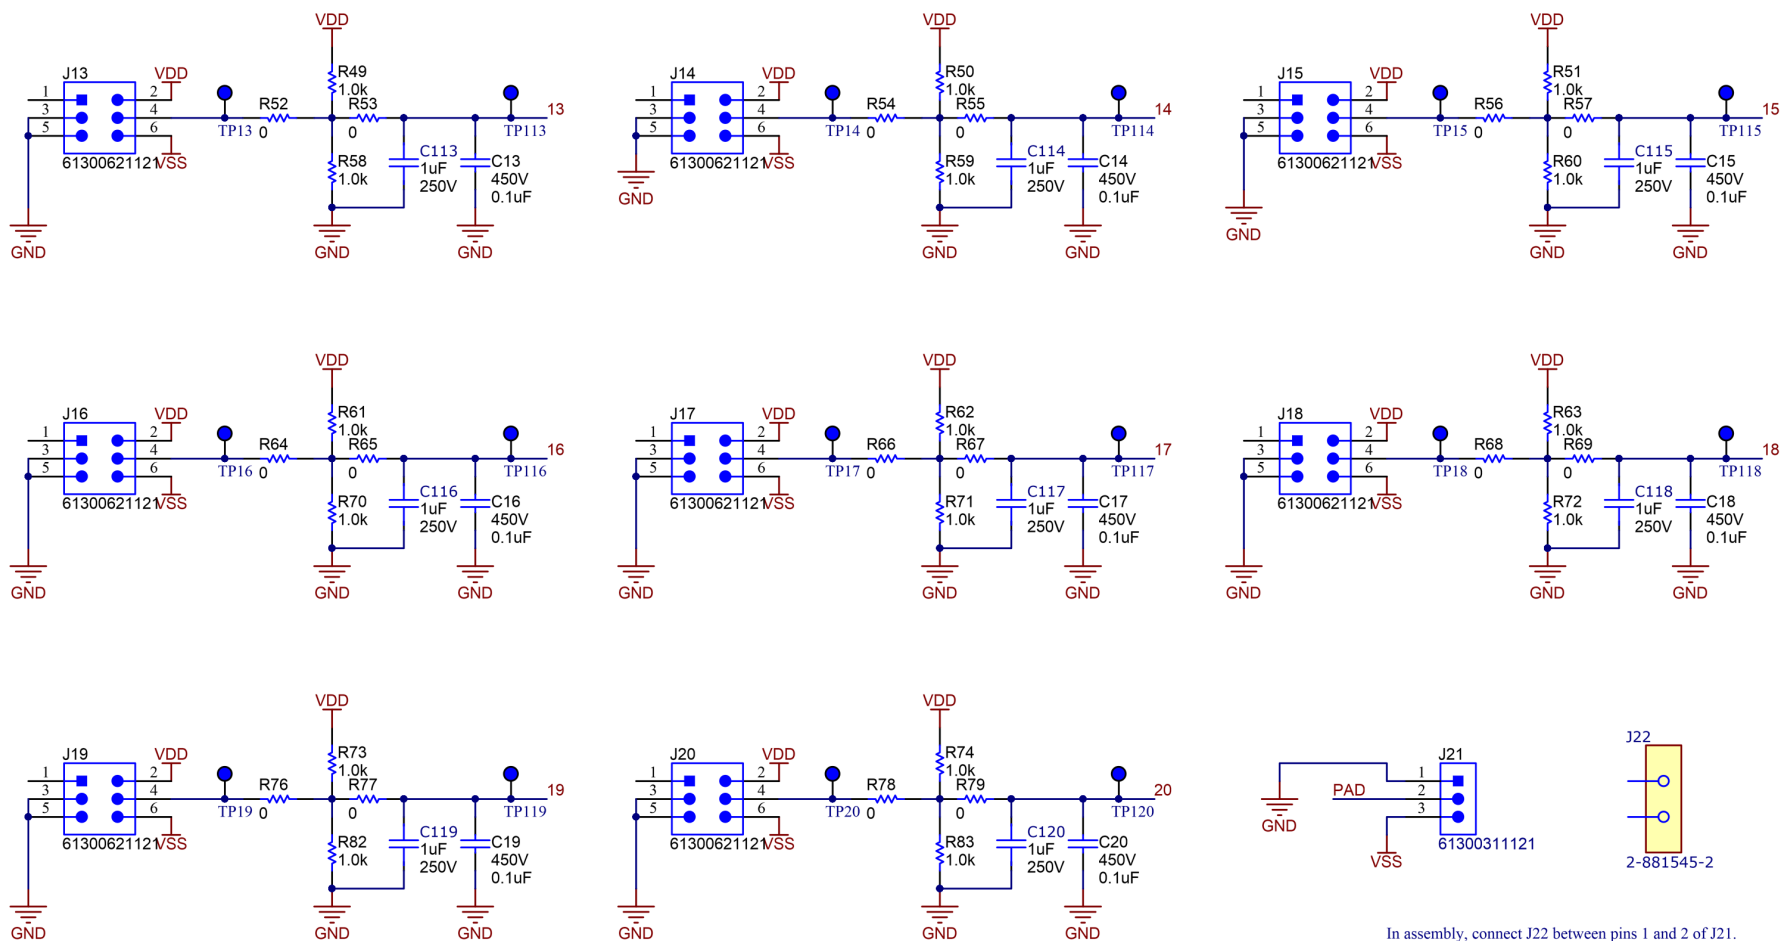 VDD
J13
VDD
1
2
3
4
5
6
61300621121
VSS
TP13
R52
0
R49
1.0k
R53
0
R58
1.0k
C113
1uF
250V
C13
450V
0.1uF
TP113
13
GND
GND
GND
VDD
J14
VDD
1
2
3
4
5
6
61300621121
VSS
TP14
R54
0
R50
1.0k
R55
0
R59
1.0k
C114
1uF
250V
C14
450V
0.1uF
TP114
14
GND
GND
GND
VDD
J15
VDD
1
2
3
4
5
6
61300621121
VSS
TP15
R56
0
R51
1.0k
R57
0
R60
1.0k
C115
1uF
250V
C15
450V
0.1uF
TP115
15
GND
GND
GND
VDD
J16
VDD
1
2
3
4
5
6
61300621121
VSS
TP16
R64
0
R61
1.0k
R65
0
R70
1.0k
C116
1uF
250V
C16
450V
0.1uF
TP116
16
GND
GND
GND
VDD
J17
VDD
1
2
3
4
5
6
61300621121
VSS
TP17
R66
0
R62
1.0k
R67
0
R71
1.0k
C117
1uF
250V
C17
450V
0.1uF
TP117
17
GND
GND
GND
VDD
J18
VDD
1
2
3
4
5
6
61300621121
VSS
TP18
R68
0
R63
1.0k
R69
0
R72
1.0k
C118
1uF
250V
C18
450V
0.1uF
TP118
18
GND
GND
GND
VDD
J19
VDD
1
2
3
4
5
6
61300621121
VSS
TP19
R76
0
R73
1.0k
R77
0
R82
1.0k
C119
1uF
250V
C19
450V
0.1uF
TP119
19
GND
GND
GND
VDD
J20
VDD
1
2
3
4
5
6
61300621121
VSS
TP20
R78
0
R74
1.0k
R79
0
R83
1.0k
C120
1uF
250V
C20
450V
0.1uF
TP120
20
GND
GND
GND
J21
1
PAD
2
3
GND
VSS
61300311121
J22
2-881545-2
In assembly, connect J22 between pins 1 and 2 of J21.